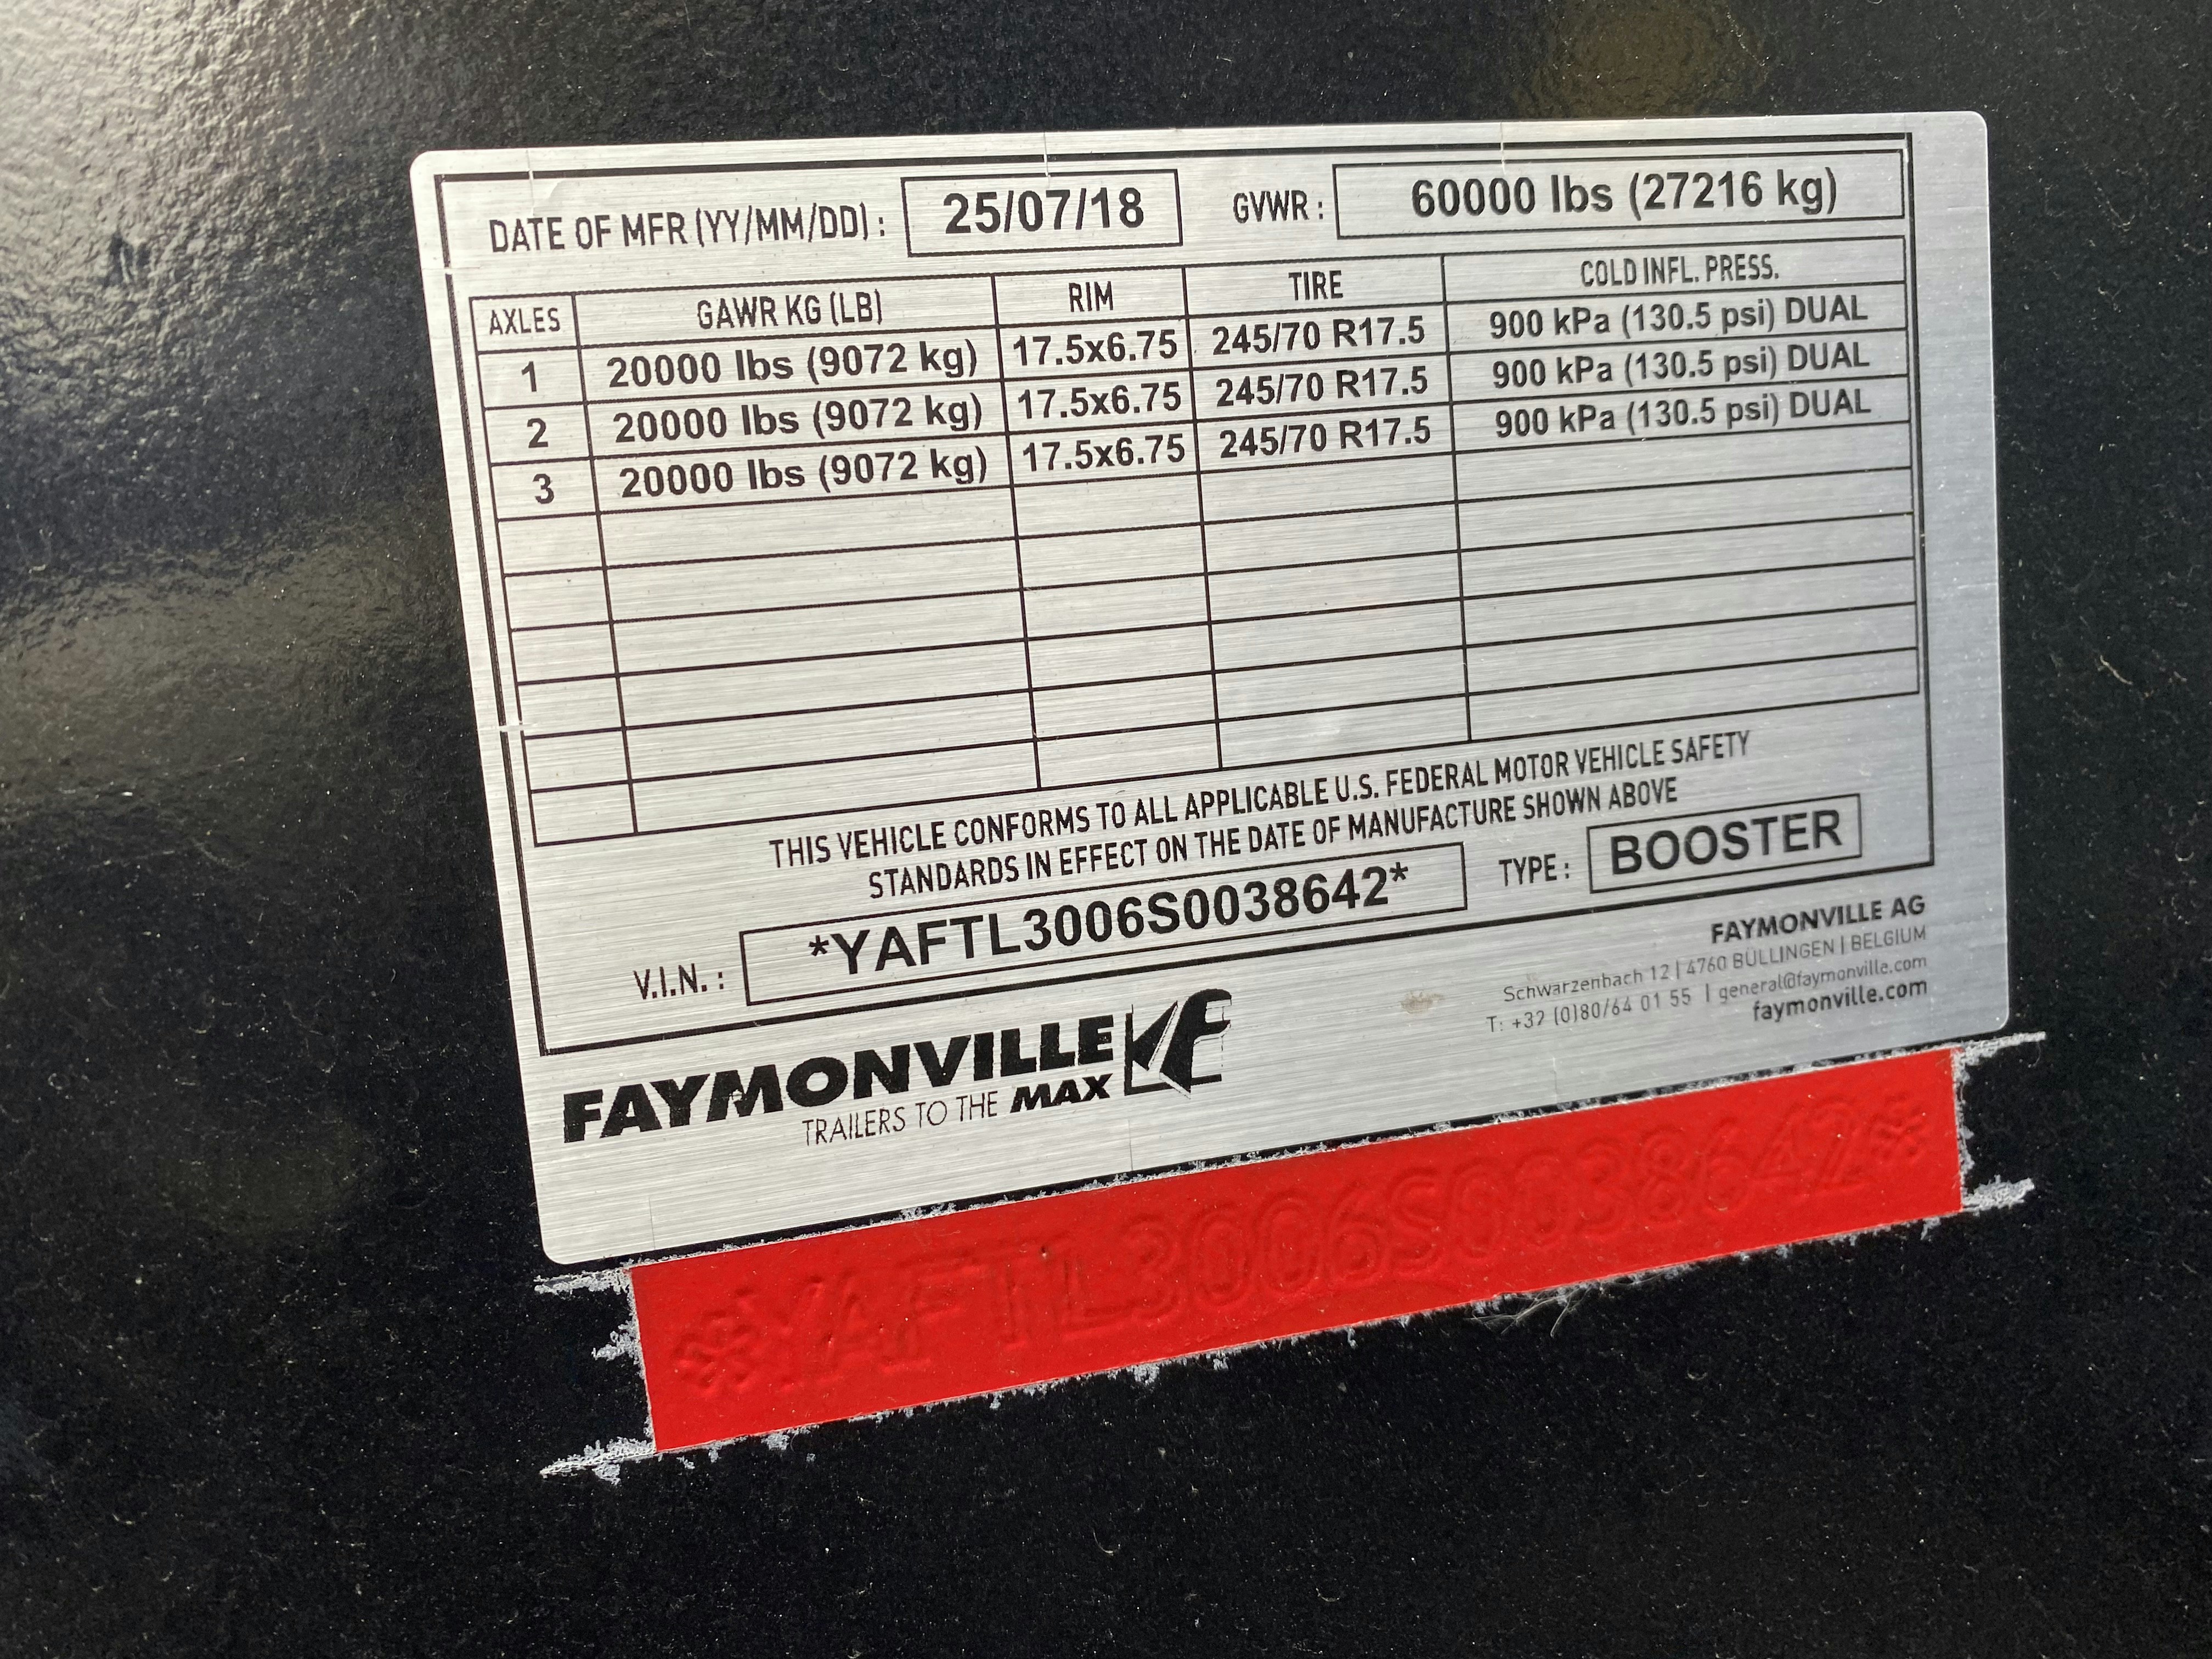 DATE OF MFR (YY/MM/DD) : 25/07/18 GVWR : 60000 lbs (27216 kg)
AXLES GAWR KG (LB) RIM TIRE COLD INFL. PRESS.
1 20000 lbs (9072 kg) 17.5x6.75 245/70 R17.5 900 kPa (130.5 psi) DUAL
2 20000 lbs (9072 kg) 17.5x6.75 245/70 R17.5 900 kPa (130.5 psi) DUAL
3 20000 lbs (9072 kg) 17.5x6.75 245/70 R17.5 900 kPa (130.5 psi) DUAL
THIS VEHICLE CONFORMS TO ALL APPLICABLE U.S. FEDERAL MOTOR VEHICLE SAFETY
STANDARDS IN EFFECT ON THE DATE OF MANUFACTURE SHOWN ABOVE
V.I.N. : *YAFTL3006S0038642* TYPE : BOOSTER
FAYMONVILLE
TRAILERS TO THE MAX
FAYMONVILLE AG
Schwarzenbach 12 | 4760 BÜLLINGEN | BELGIUM
T: +32 (0)80/64 01 55 | general@faymonville.com
faymonville.com
*YAFTL3006S0038642*